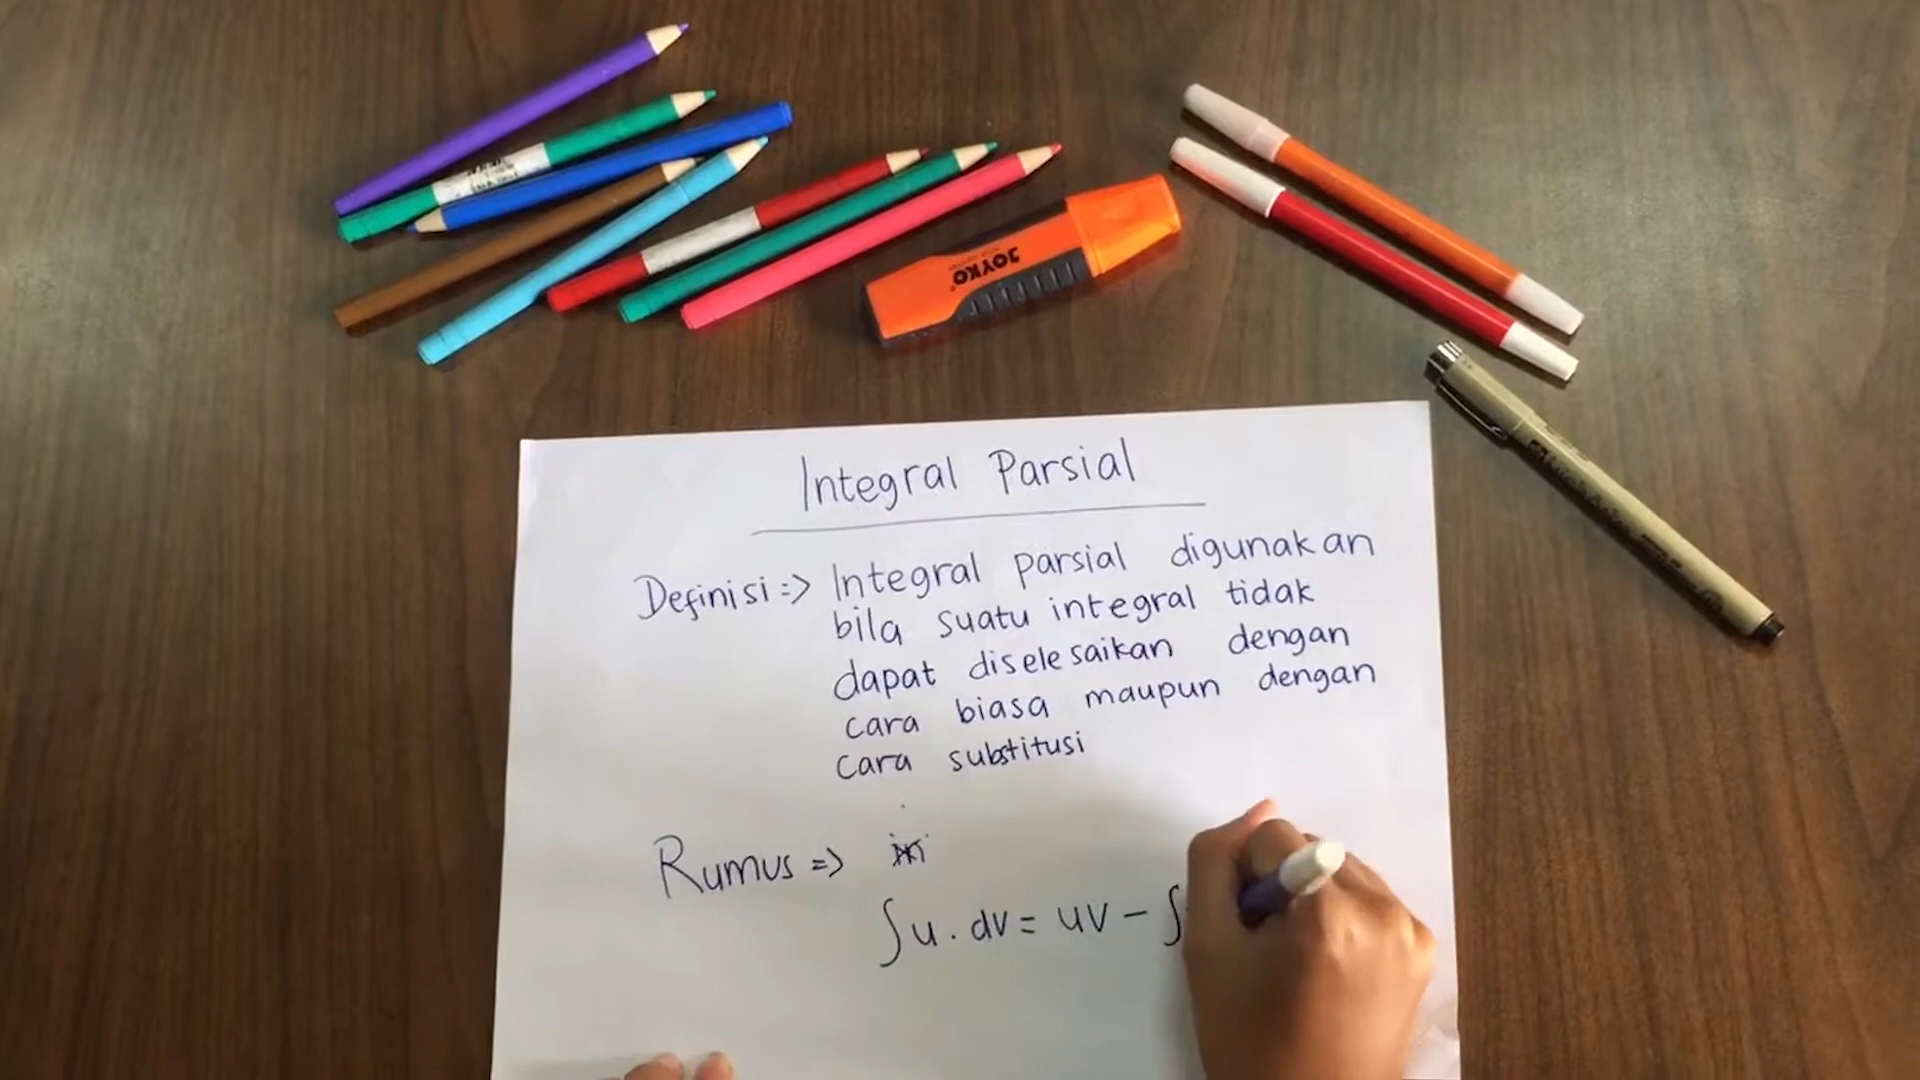 JOYKO
Integral Parsial
Definisi => Integral parsial digunakan
bila suatu integral tidak
dapat diselesaikan dengan
cara biasa maupun dengan
cara substitusi
Rumus =>
∫u . dv = uv - ∫